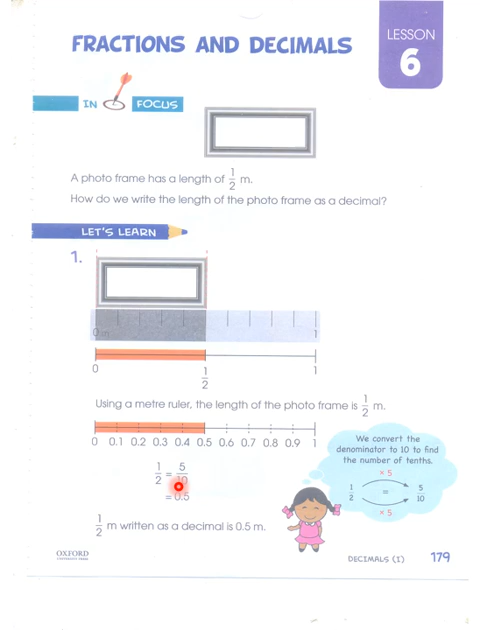 FRACTIONS AND DECIMALS
LESSON
6
IN FOCUS
A photo frame has a length of 1/2 m.
How do we write the length of the photo frame as a decimal?
LET'S LEARN
1.
0 m 1
0 1/2 1
Using a metre ruler, the length of the photo frame is 1/2 m.
0 0.1 0.2 0.3 0.4 0.5 0.6 0.7 0.8 0.9 1
1/2 = 5/10
= 0.5
1/2 m written as a decimal is 0.5 m.
We convert the
denominator to 10 to find
the number of tenths.
× 5
1/2 = 5/10
× 5
OXFORD
UNIVERSITY PRESS
DECIMALS (1) 179